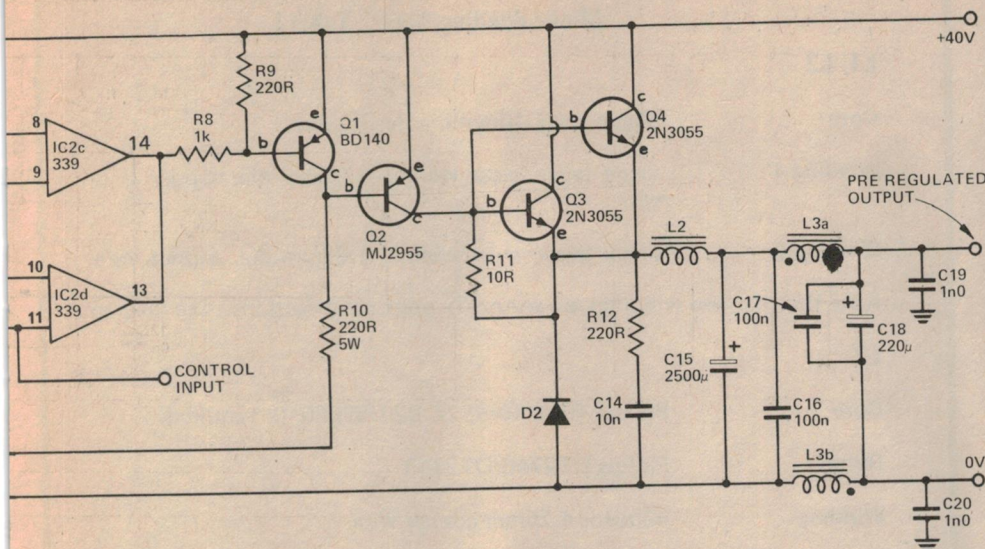 +40V
R9
220R
R8
1k
e
Q1
BD140
b
c
8
9
IC2c
339
14
b
e
c
Q2
MJ2955
c
Q4
2N3055
b
e
c
b
Q3
2N3055
e
PRE REGULATED
OUTPUT
L2
L3a
10
11
IC2d
339
13
R11
10R
R10
220R
5W
R12
220R
C17
100n
C19
1n0
C18
220µ
C15
2500µ
+
+
CONTROL
INPUT
D2
C14
10n
C16
100n
L3b
0V
C20
1n0